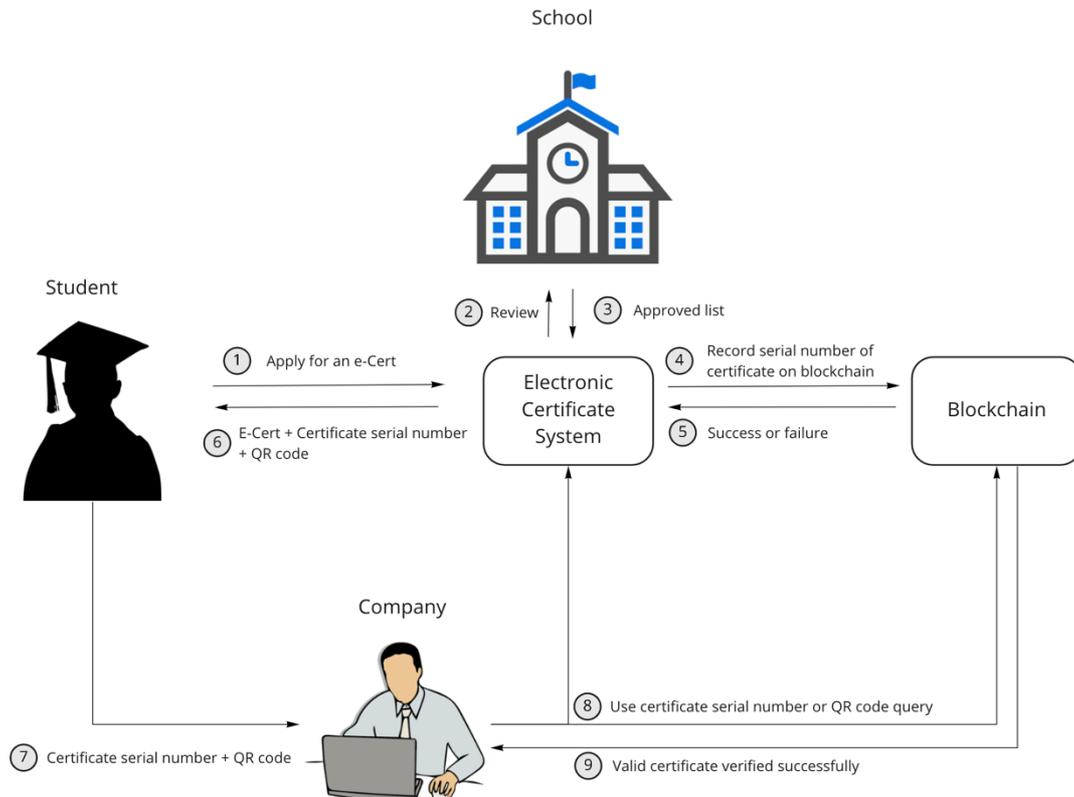 School
Student
2 Review
3 Approved list
1 Apply for an e-Cert
4 Record serial number of
certificate on blockchain
Electronic
Certificate
System
Blockchain
6 E-Cert + Certificate serial number
+ QR code
5 Success or failure
Company
8 Use certificate serial number or QR code query
7 Certificate serial number + QR code
9 Valid certificate verified successfully